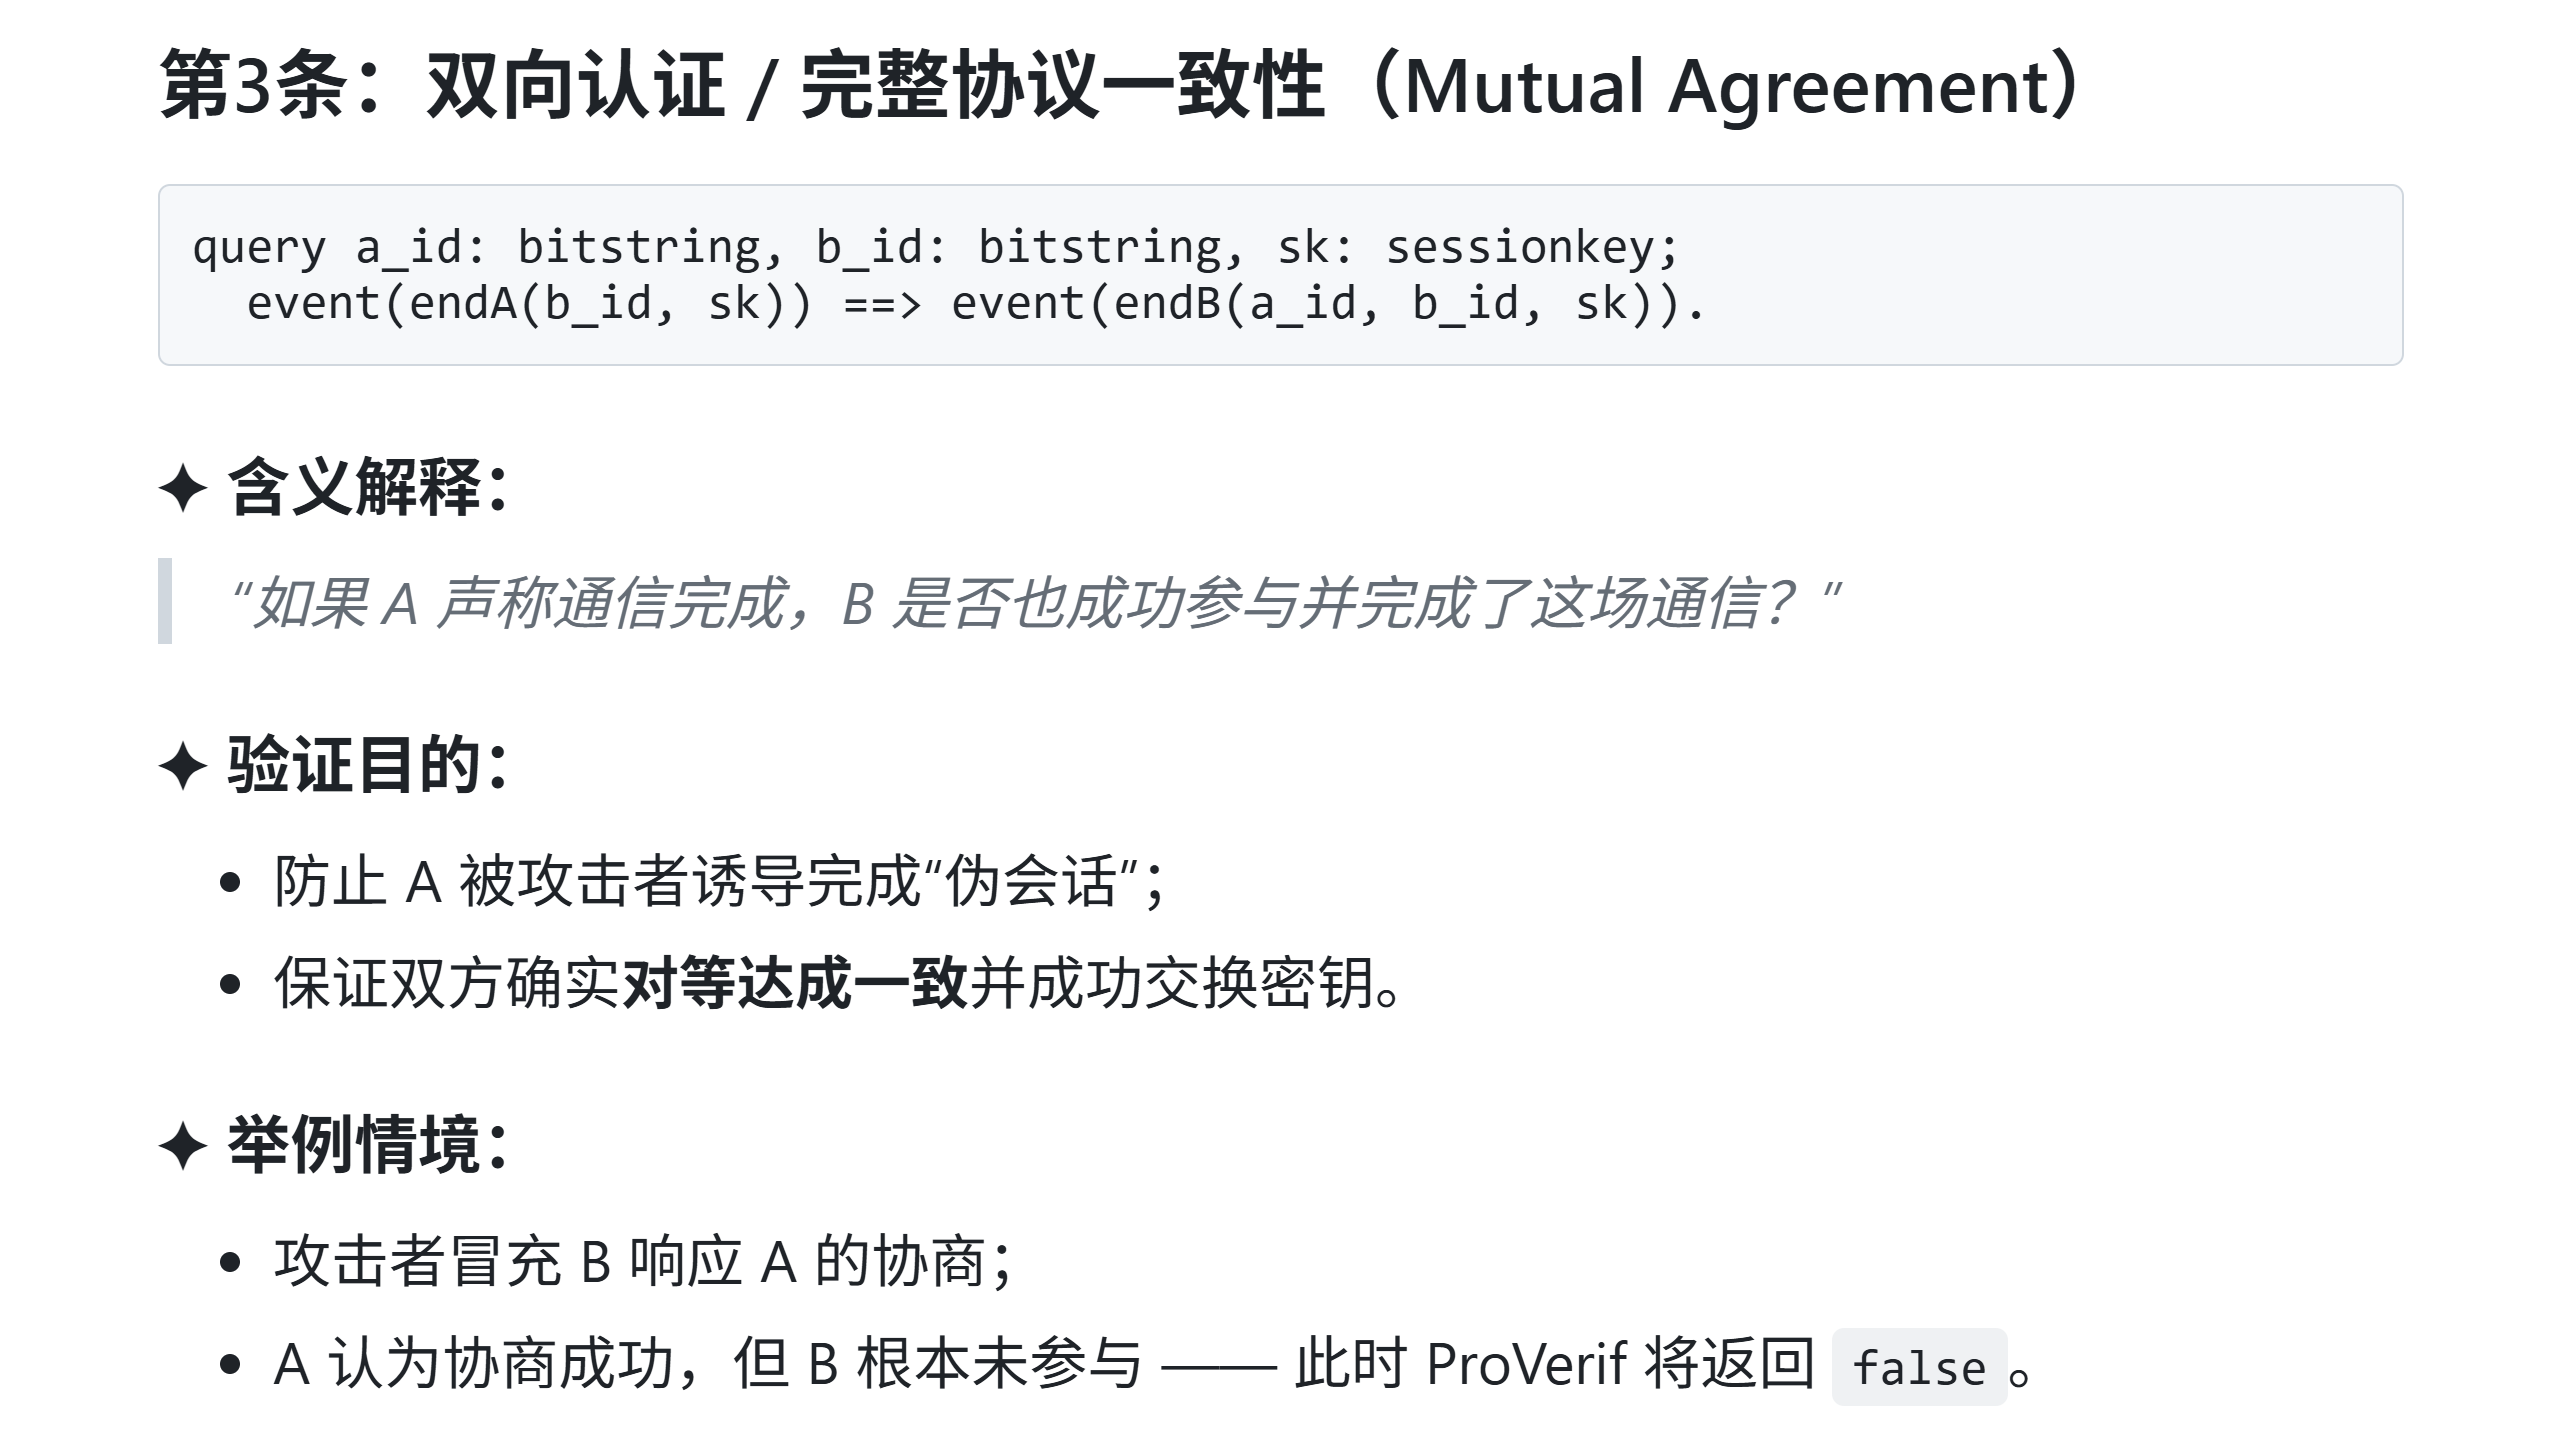 第3条：双向认证 / 完整协议一致性（Mutual Agreement）
query a_id: bitstring, b_id: bitstring, sk: sessionkey;
  event(endA(b_id, sk)) ==> event(endB(a_id, b_id, sk)).
✦ 含义解释：
“如果 A 声称通信完成，B 是否也成功参与并完成了这场通信？”
✦ 验证目的：
• 防止 A 被攻击者诱导完成“伪会话”；
• 保证双方确实对等达成一致并成功交换密钥。
✦ 举例情境：
• 攻击者冒充 B 响应 A 的协商；
• A 认为协商成功，但 B 根本未参与 —— 此时 ProVerif 将返回 false。